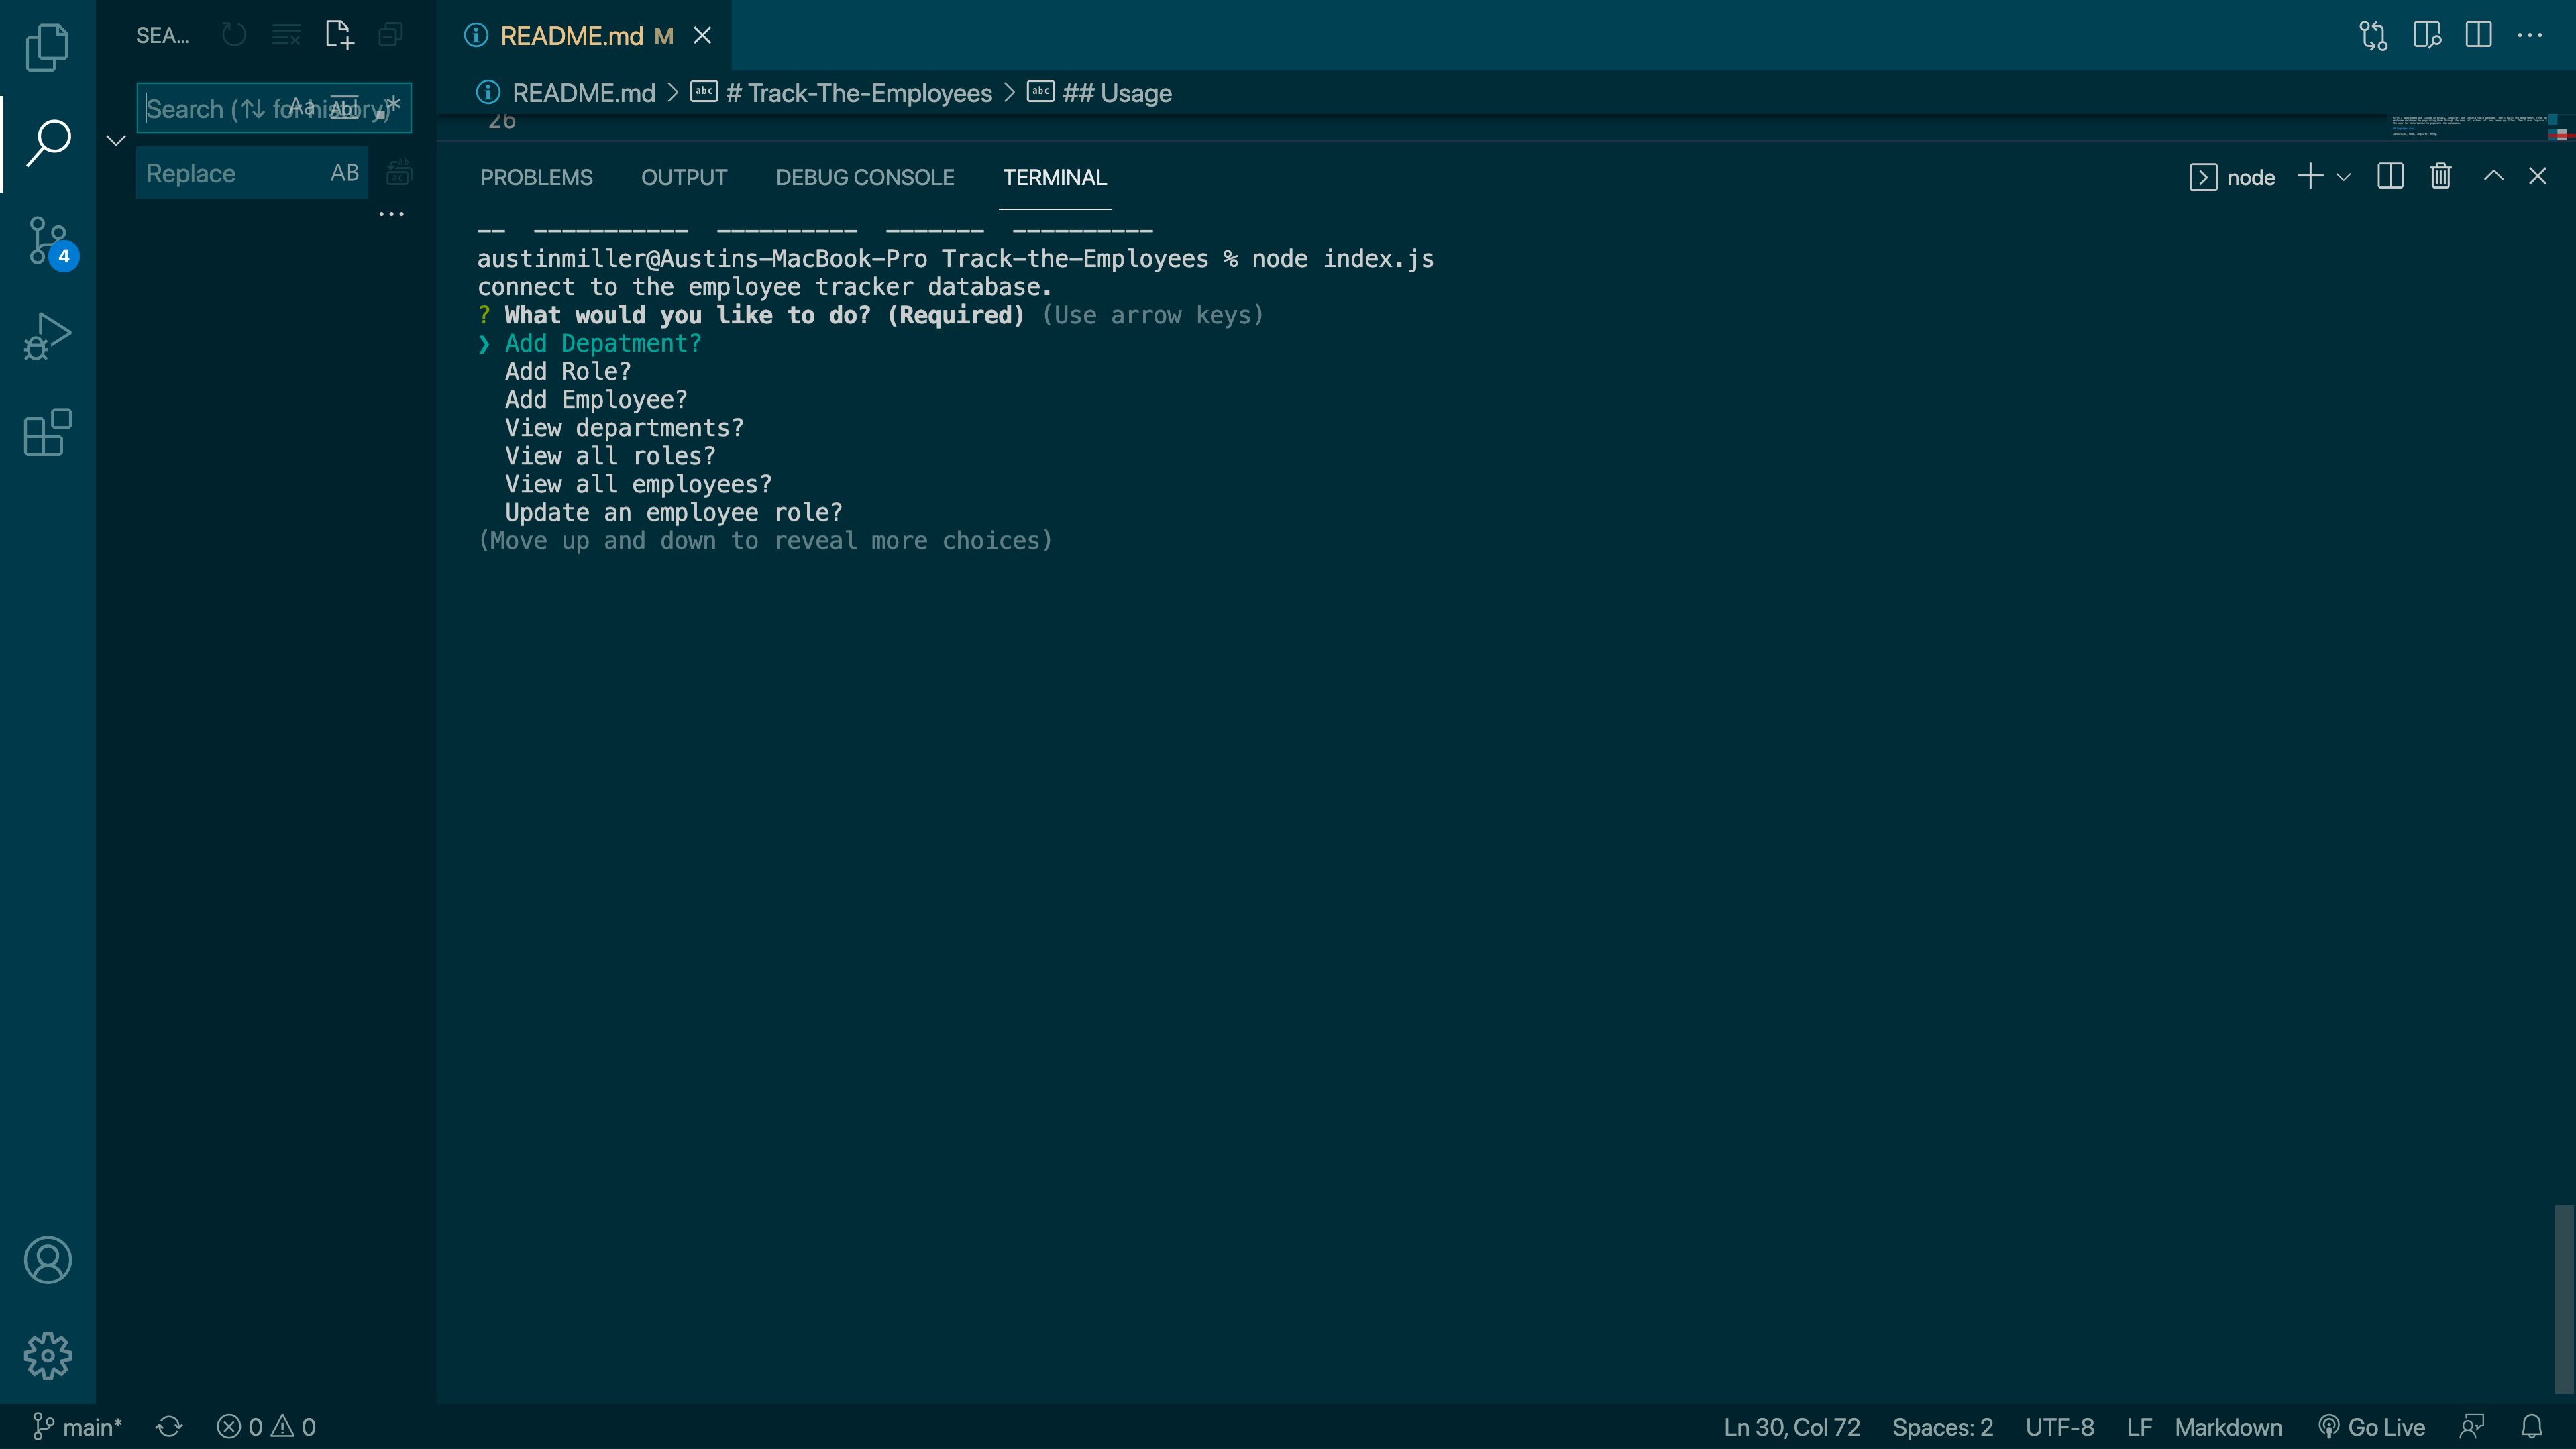 SEA...
Search (↑↓ for history)
Aa Abl .*
Replace
AB
4
README.md M
README.md > # Track-The-Employees > ## Usage
26
PROBLEMS OUTPUT DEBUG CONSOLE TERMINAL
node
-- ----------- ---------- ------- ----------
austinmiller@Austins-MacBook-Pro Track-the-Employees % node index.js
connect to the employee tracker database.
? What would you like to do? (Required) (Use arrow keys)
❯ Add Depatment?
Add Role?
Add Employee?
View departments?
View all roles?
View all employees?
Update an employee role?
(Move up and down to reveal more choices)
main* 0 0 Ln 30, Col 72 Spaces: 2 UTF-8 LF Markdown Go Live